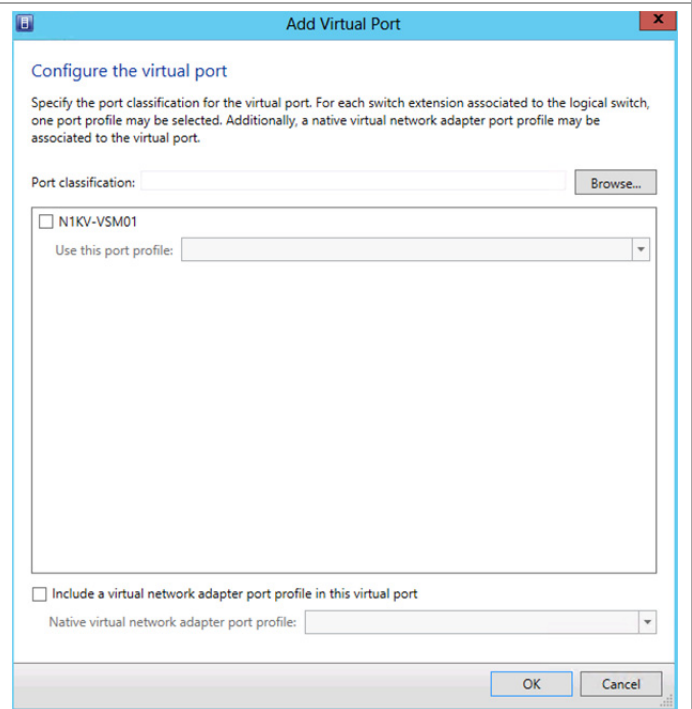 Add Virtual Port
x
Configure the virtual port
Specify the port classification for the virtual port. For each switch extension associated to the logical switch,
one port profile may be selected. Additionally, a native virtual network adapter port profile may be
associated to the virtual port.
Port classification:
Browse...
N1KV-VSM01
Use this port profile:
Include a virtual network adapter port profile in this virtual port
Native virtual network adapter port profile:
OK Cancel